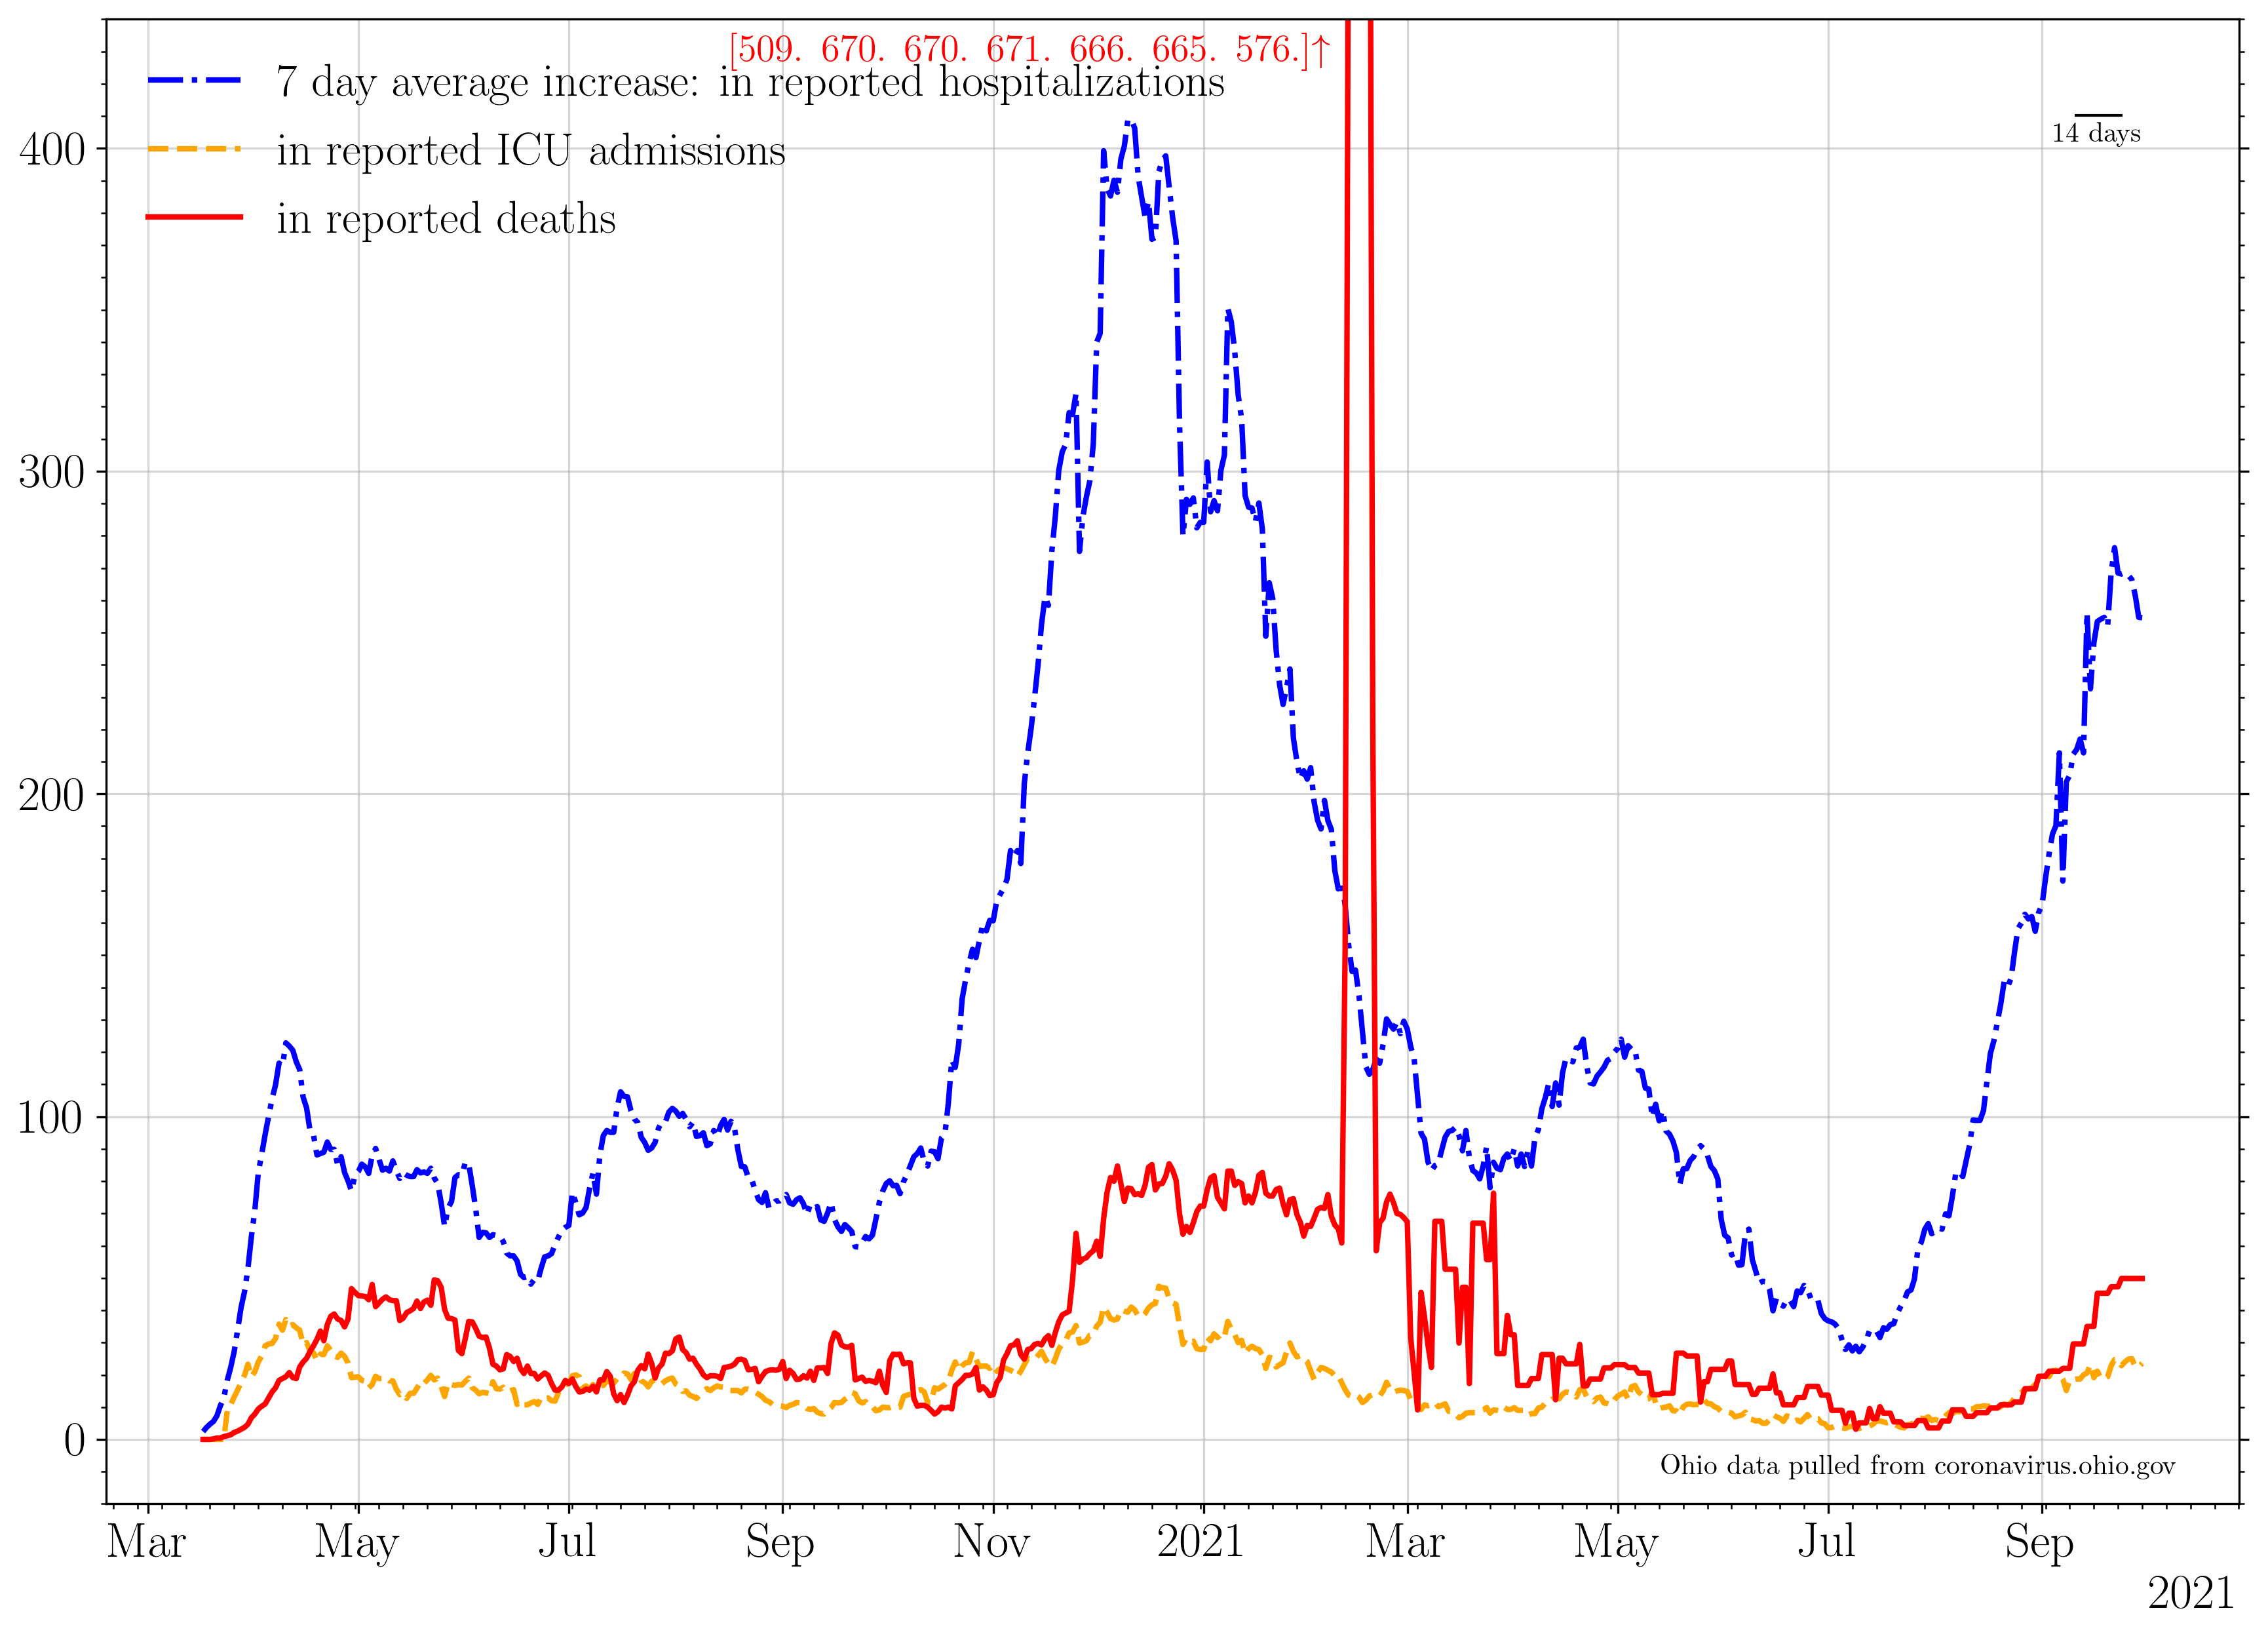 [509. 670. 670. 671. 666. 665. 576.]↑
7 day average increase: in reported hospitalizations
in reported ICU admissions
in reported deaths
14 days
400
300
200
100
0
Ohio data pulled from coronavirus.ohio.gov
Mar May Jul Sep Nov 2021 Mar May Jul Sep
2021